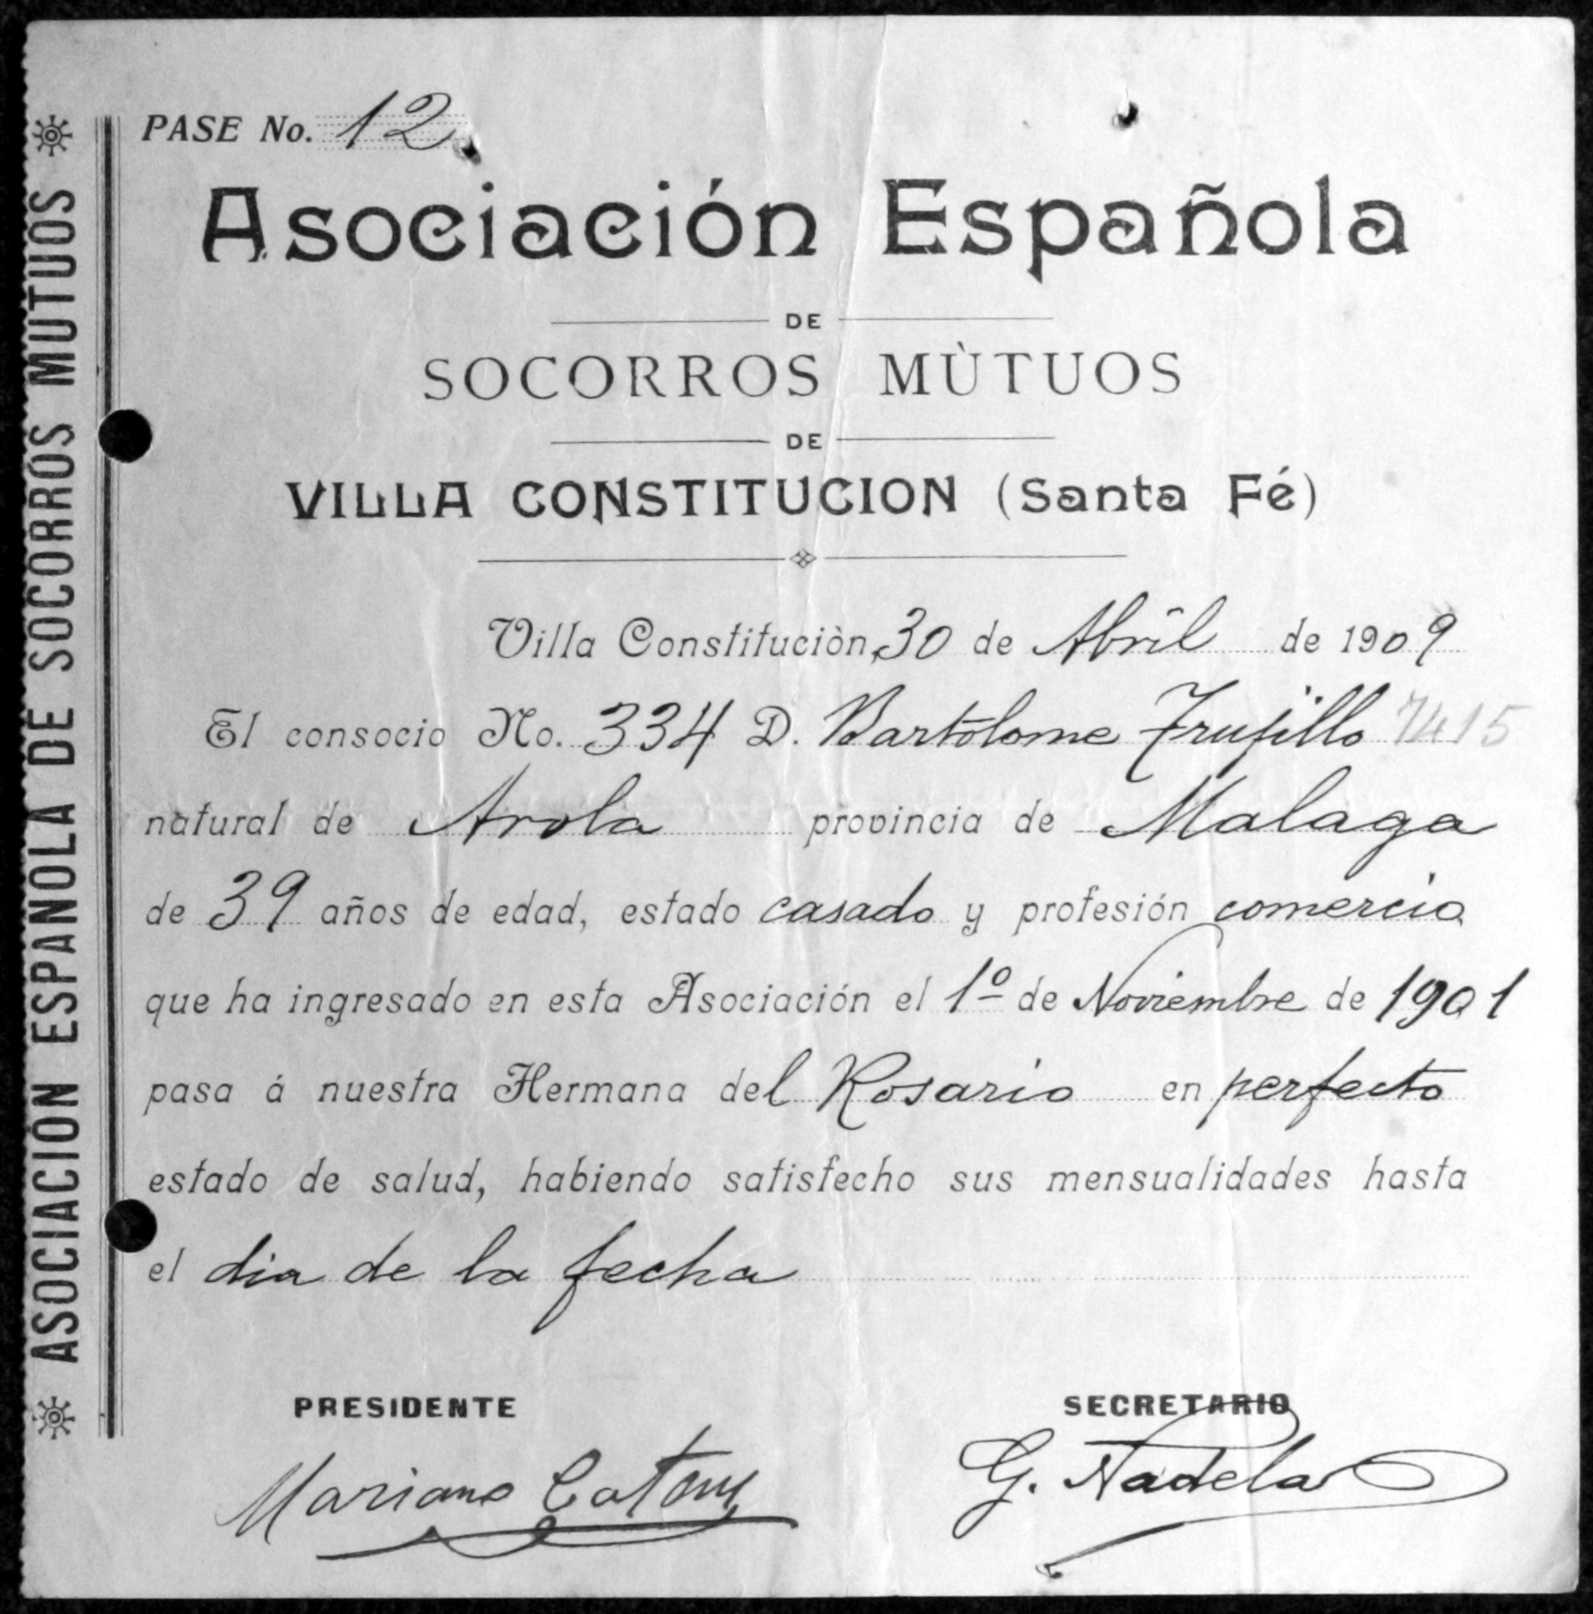 PASE No. 12
Asociación Española
DE
SOCORROS MÙTUOS
DE
VILLA CONSTITUCION (Santa Fé)
Villa Constituciòn, 30 de Abril de 1909
El consocio No. 334 D. Bartolome Trujillo 7415
natural de Arola provincia de Malaga
de 39 años de edad, estado casado y profesión comercio
que ha ingresado en esta Asociación el 1º de Noviembre de 1901
pasa á nuestra Hermana del Rosario en perfecto
estado de salud, habiendo satisfecho sus mensualidades hasta
el dia de la fecha
PRESIDENTE SECRETARIO
Mariano G. Nadela
ASOCIACION ESPAÑOLA DE SOCORROS MUTUOS